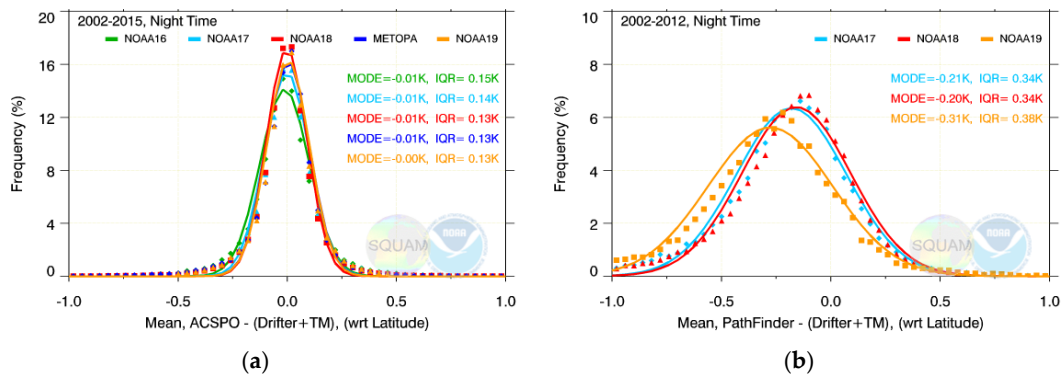 2002-2015, Night Time
NOAA16 NOAA17 NOAA18 METOPA NOAA19
MODE=-0.01K, IQR= 0.15K
MODE=-0.01K, IQR= 0.14K
MODE=-0.01K, IQR= 0.13K
MODE=-0.01K, IQR= 0.13K
MODE=-0.00K, IQR= 0.13K
Frequency (%)
20
16
12
8
4
0
SQUAM NOAA
-1.0 -0.5 0.0 0.5 1.0
Mean, ACSPO - (Drifter+TM), (wrt Latitude)
(a)
2002-2012, Night Time
NOAA17 NOAA18 NOAA19
MODE=-0.21K, IQR= 0.34K
MODE=-0.20K, IQR= 0.34K
MODE=-0.31K, IQR= 0.38K
Frequency (%)
10
8
6
4
2
0
SQUAM NOAA
-1.0 -0.5 0.0 0.5 1.0
Mean, PathFinder - (Drifter+TM), (wrt Latitude)
(b)